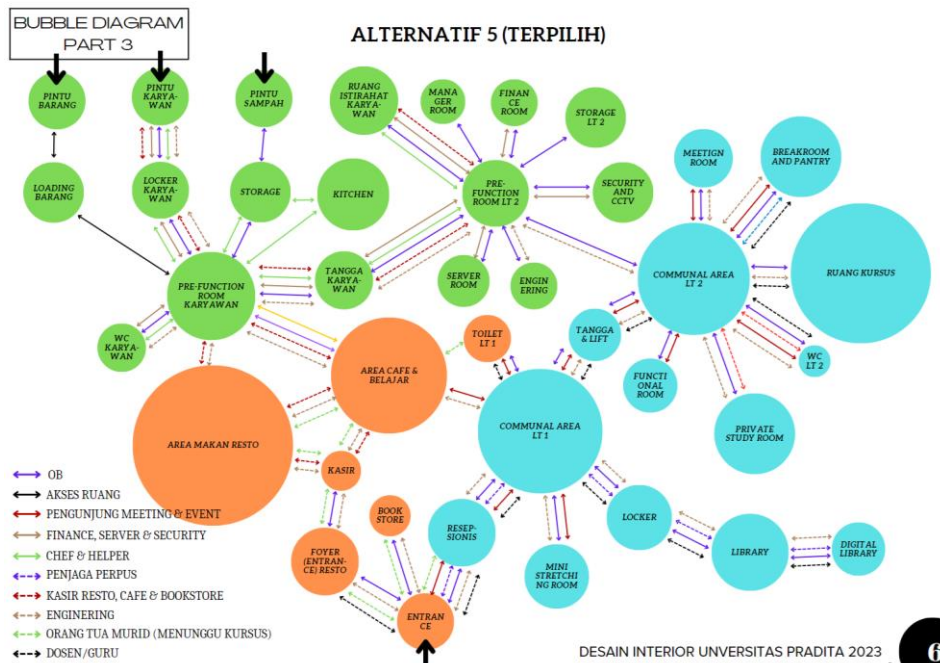 BUBBLE DIAGRAM
PART 3
ALTERNATIF 5 (TERPILIH)
PINTU
BARANG
PINTU
KARYA-
WAN
PINTU
SAMPAH
RUANG
ISTIRAHAT
KARYA-
WAN
MANA
GER
ROOM
FINAN
CE ROOM
STORAGE
LT 2
MEETIGN
ROOM
BREAKROOM
AND PANTRY
LOADING
BARANG
LOCKER
KARYA-
WAN
STORAGE
KITCHEN
PRE-
FUNCTION
ROOM LT 2
SECURITY
AND
CCTV
PRE-FUNCTION
ROOM
KARYAWAN
TANGGA
KARYA-
WAN
SERVER
ROOM
ENGIN
ERING
COMMUNAL AREA
LT 2
RUANG KURSUS
WC
KARYA-
WAN
AREA CAFE &
BELAJAR
TOILET
LT 1
TANGGA
& LIFT
WC
LT 2
FUNCTI
ONAL
ROOM
PRIVATE
STUDY ROOM
AREA MAKAN RESTO
COMMUNAL AREA
LT 1
KASIR
BOOK
STORE
RESEP-
SIONIS
LOCKER
LIBRARY
DIGITAL
LIBRARY
FOYER
(ENTRAN-
CE) RESTO
MINI
STRETCHI
NG ROOM
ENTRAN
CE
OB
AKSES RUANG
PENGUNJUNG MEETING & EVENT
FINANCE, SERVER & SECURITY
CHEF & HELPER
PENJAGA PERPUS
KASIR RESTO, CAFE & BOOKSTORE
ENGINERING
ORANG TUA MURID (MENUNGGU KURSUS)
DOSEN/GURU
DESAIN INTERIOR UNVERSITAS PRADITA 2023
6